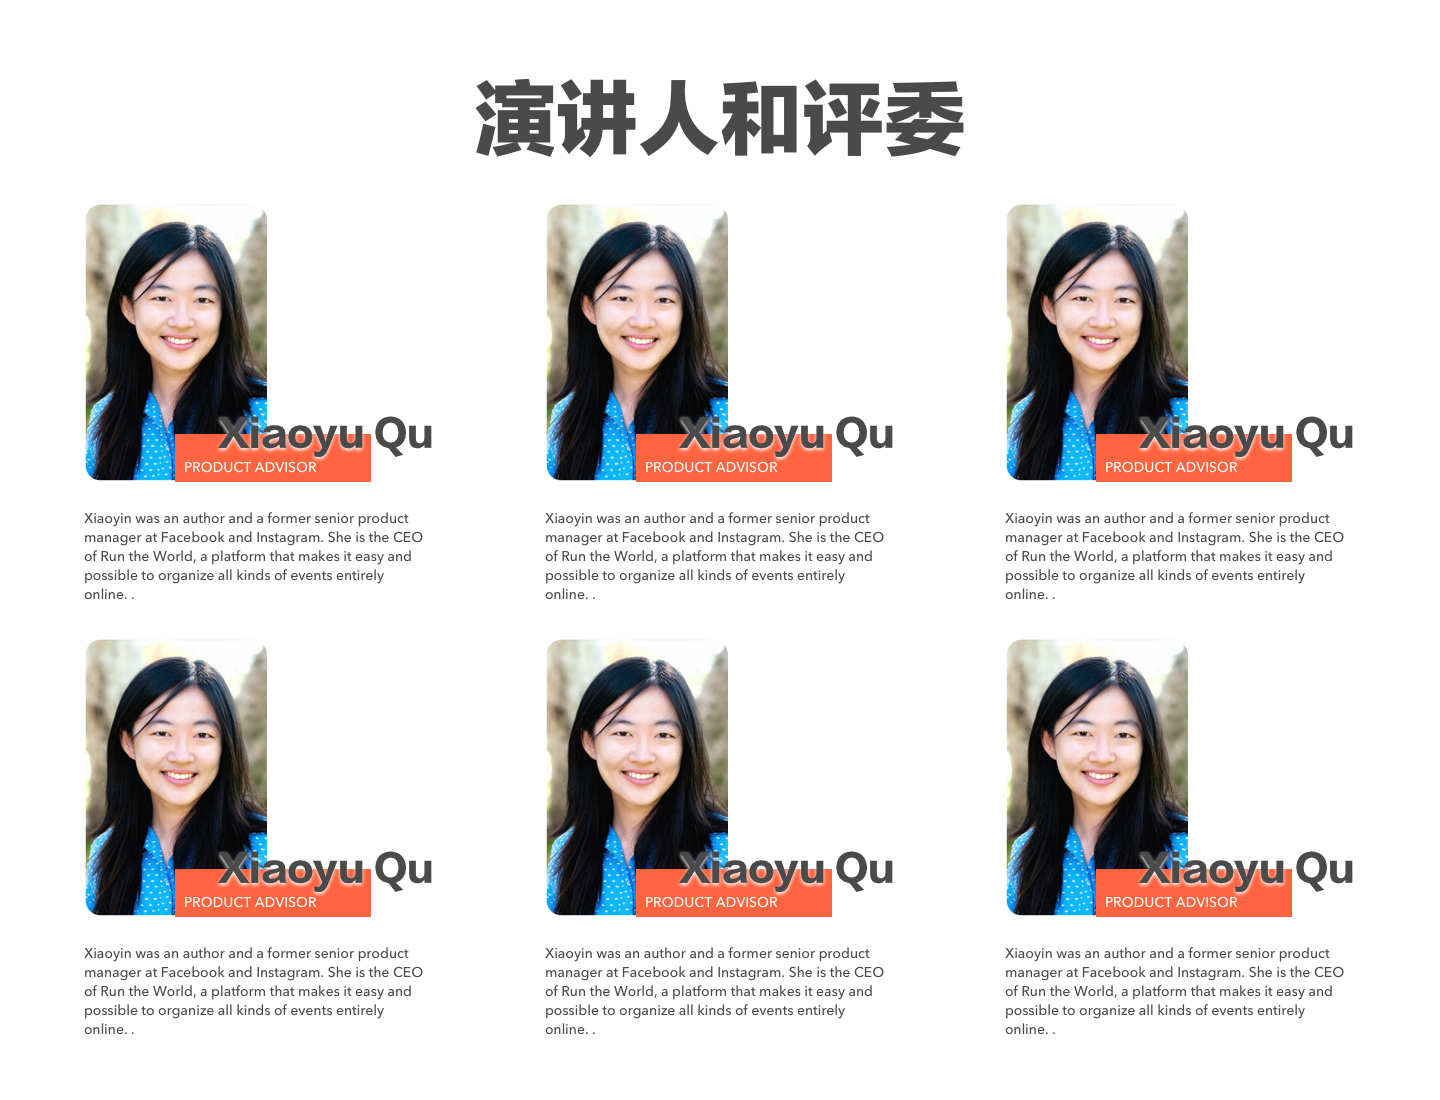 演讲人和评委
Xiaoyu Qu
PRODUCT ADVISOR
Xiaoyin was an author and a former senior product
manager at Facebook and Instagram. She is the CEO
of Run the World, a platform that makes it easy and
possible to organize all kinds of events entirely
online. .
Xiaoyu Qu
PRODUCT ADVISOR
Xiaoyin was an author and a former senior product
manager at Facebook and Instagram. She is the CEO
of Run the World, a platform that makes it easy and
possible to organize all kinds of events entirely
online. .
Xiaoyu Qu
PRODUCT ADVISOR
Xiaoyin was an author and a former senior product
manager at Facebook and Instagram. She is the CEO
of Run the World, a platform that makes it easy and
possible to organize all kinds of events entirely
online. .
Xiaoyu Qu
PRODUCT ADVISOR
Xiaoyin was an author and a former senior product
manager at Facebook and Instagram. She is the CEO
of Run the World, a platform that makes it easy and
possible to organize all kinds of events entirely
online. .
Xiaoyu Qu
PRODUCT ADVISOR
Xiaoyin was an author and a former senior product
manager at Facebook and Instagram. She is the CEO
of Run the World, a platform that makes it easy and
possible to organize all kinds of events entirely
online. .
Xiaoyu Qu
PRODUCT ADVISOR
Xiaoyin was an author and a former senior product
manager at Facebook and Instagram. She is the CEO
of Run the World, a platform that makes it easy and
possible to organize all kinds of events entirely
online. .